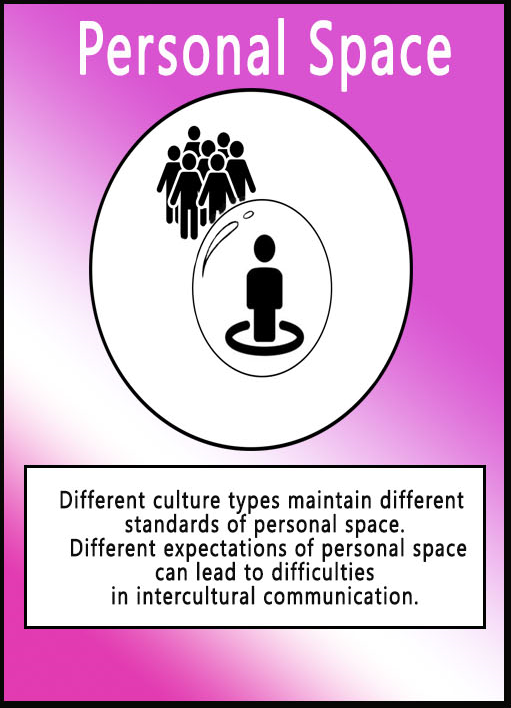 Personal Space
Different culture types maintain different
standards of personal space.
Different expectations of personal space
can lead to difficulties
in intercultural communication.